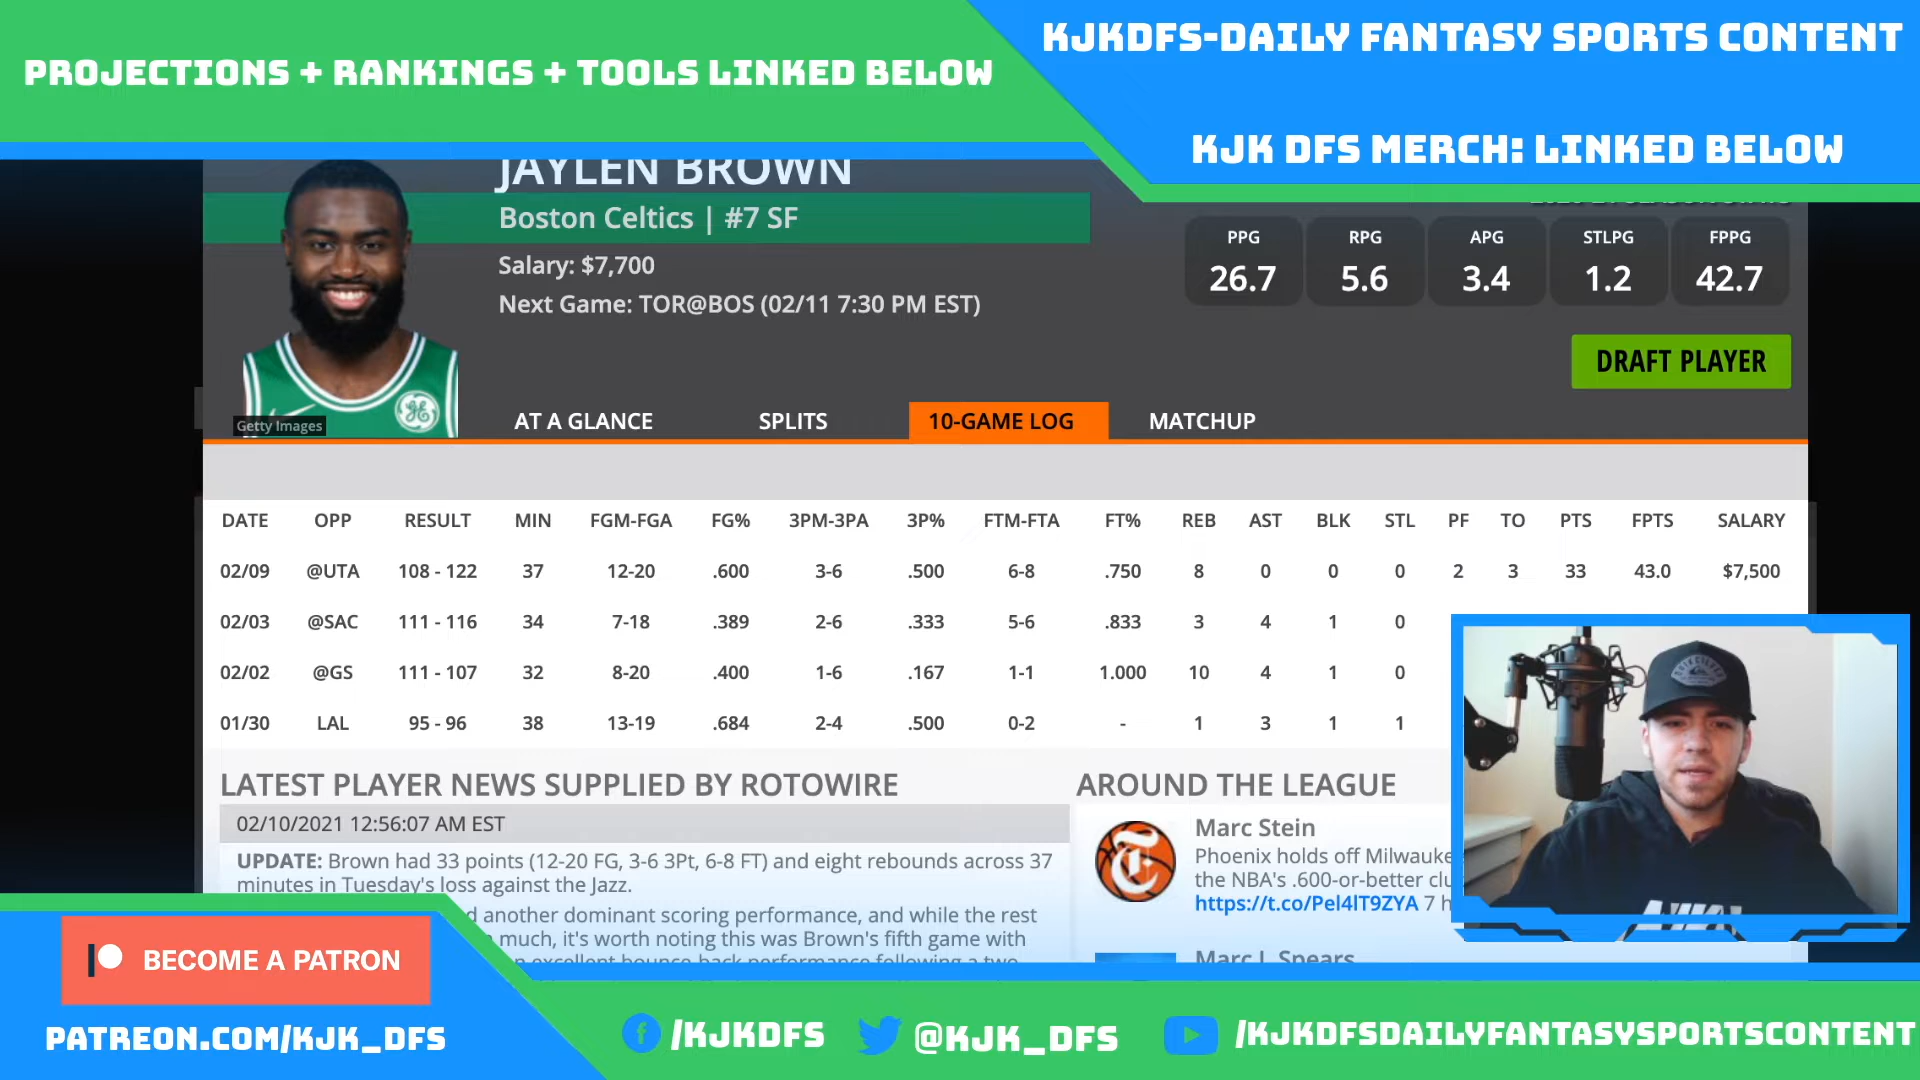 PROJECTIONS + RANKINGS + TOOLS LINKED BELOW
KJKDFS-DAILY FANTASY SPORTS CONTENT
KJK DFS MERCH: LINKED BELOW
JAYLEN BROWN
Boston Celtics | #7 SF
Salary: $7,700
Next Game: TOR@BOS (02/11 7:30 PM EST)
PPG RPG APG STLPG FPPG
26.7 5.6 3.4 1.2 42.7
DRAFT PLAYER
Getty Images
AT A GLANCE SPLITS 10-GAME LOG MATCHUP
DATE OPP RESULT MIN FGM-FGA FG% 3PM-3PA 3P% FTM-FTA FT% REB AST BLK STL PF TO PTS FPTS SALARY
02/09 @UTA 108 - 122 37 12-20 .600 3-6 .500 6-8 .750 8 0 0 0 2 3 33 43.0 $7,500
02/03 @SAC 111 - 116 34 7-18 .389 2-6 .333 5-6 .833 3 4 1 0
02/02 @GS 111 - 107 32 8-20 .400 1-6 .167 1-1 1.000 10 4 1 0
01/30 LAL 95 - 96 38 13-19 .684 2-4 .500 0-2 - 1 3 1 1
LATEST PLAYER NEWS SUPPLIED BY ROTOWIRE
02/10/2021 12:56:07 AM EST
UPDATE: Brown had 33 points (12-20 FG, 3-6 3Pt, 6-8 FT) and eight rebounds across 37
minutes in Tuesday's loss against the Jazz.
another dominant scoring performance, and while the rest
much, it's worth noting this was Brown's fifth game with
excellent bounce-back performance following a two-
AROUND THE LEAGUE
Marc Stein
Phoenix holds off Milwauke
the NBA's .600-or-better clu
https://t.co/Pel4lT9ZYA 7 h
Marc J. Spears
BECOME A PATRON
PATREON.COM/KJK_DFS
/KJKDFS
@KJK_DFS
/KJKDFSDAILYFANTASYSPORTSCONTENT